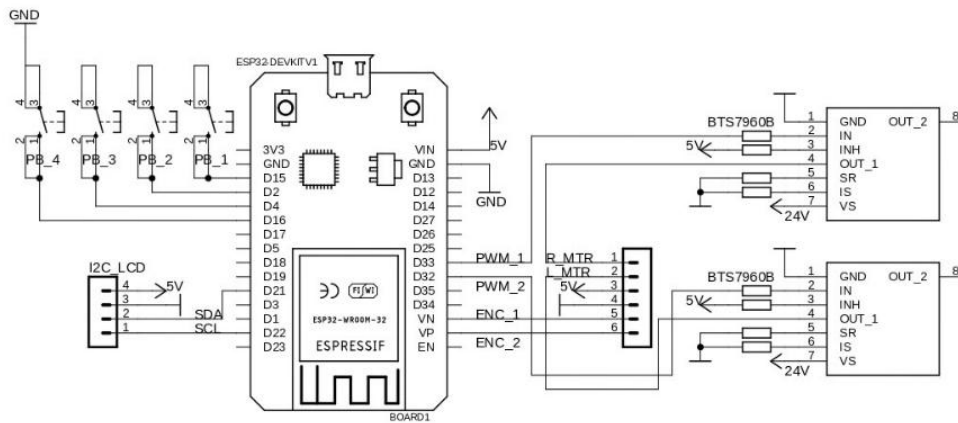 GND
4 3
2 1
PB_4
4 3
2 1
PB_3
4 3
2 1
PB_2
4 3
2 1
PB_1
ESP32-DEVKITV1
3V3
GND
D15
D2
D4
D16
D17
D5
D18
D19
D21
D3
D1
D22
D23
VIN
GND
D13
D12
D14
D27
D26
D25
D33
D32
D35
D34
VN
VP
EN
ESP32-WROOM-32
ESPRESSIF
BOARD1
5V
GND
I2C_LCD
4
3
2
1
5V
SDA
SCL
PWM_1
PWM_2
ENC_1
ENC_2
R_MTR
L_MTR
5V
1
2
3
4
5
6
BTS7960B
5V
24V
1 GND
2 IN
3 INH
4 OUT_1
5 SR
6 IS
7 VS
OUT_2 8
BTS7960B
5V
24V
1 GND
2 IN
3 INH
4 OUT_1
5 SR
6 IS
7 VS
OUT_2 8